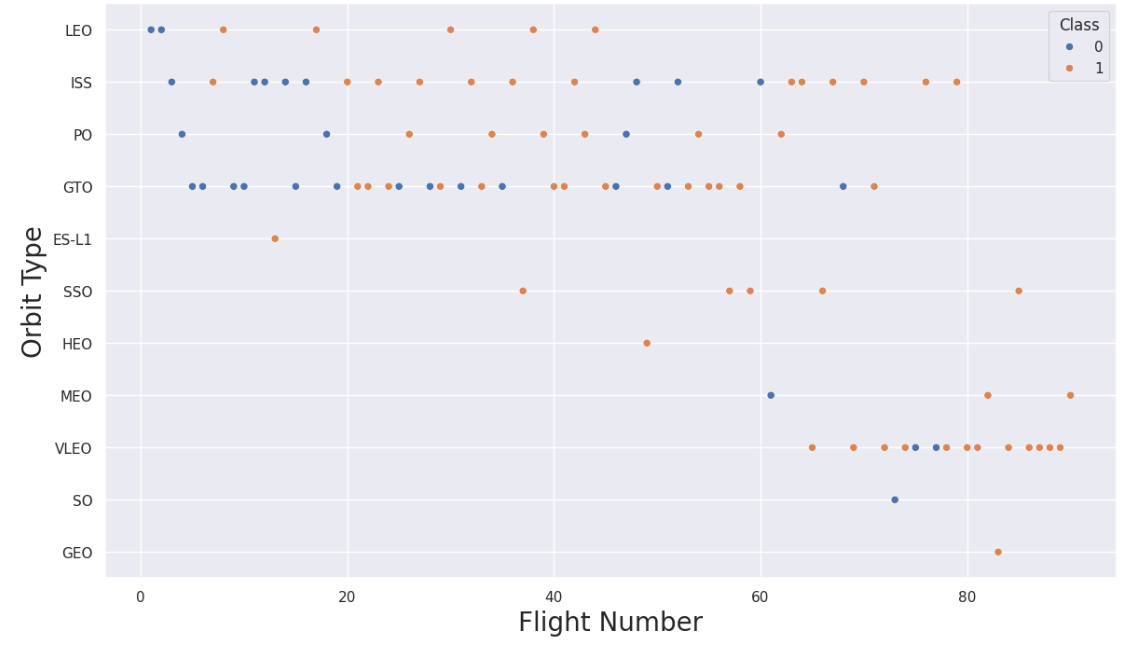 LEO
ISS
PO
GTO
ES-L1
SSO
HEO
MEO
VLEO
SO
GEO
Orbit Type
0
20
40
60
80
Flight Number
Class
0
1